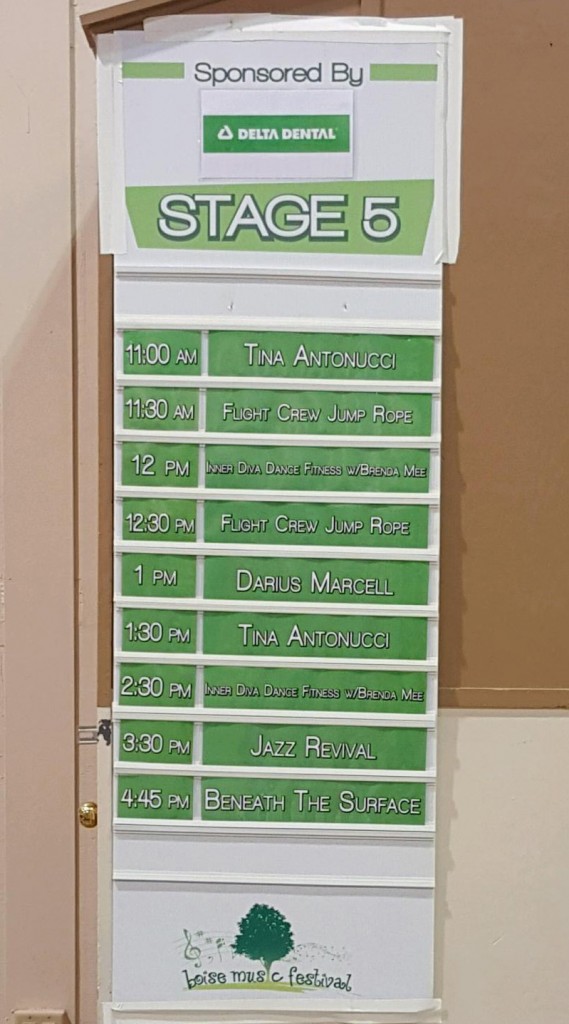 Sponsored By
DELTA DENTAL
STAGE 5
11:00 AM TINA ANTONUCCI
11:30 AM FLIGHT CREW JUMP ROPE
12 PM INNER DIVA DANCE FITNESS W/BRENDA MEE
12:30 PM FLIGHT CREW JUMP ROPE
1 PM DARIUS MARCELL
1:30 PM TINA ANTONUCCI
2:30 PM INNER DIVA DANCE FITNESS W/BRENDA MEE
3:30 PM JAZZ REVIVAL
4:45 PM BENEATH THE SURFACE
boise music festival